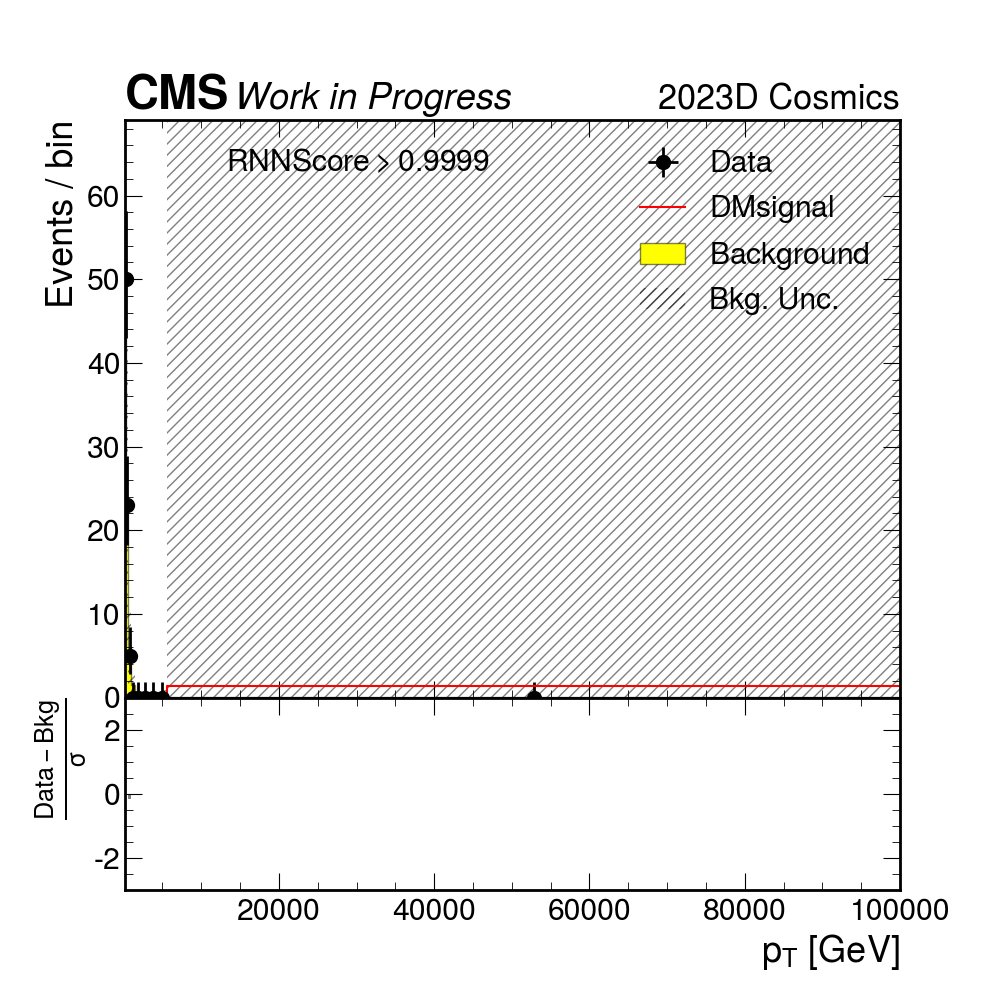 CMS Work in Progress 2023D Cosmics
Events / bin
RNNScore > 0.9999
Data
DMsignal
Background
Bkg. Unc.
60
50
40
30
20
10
0
Data – Bkg
σ
2
0
-2
20000 40000 60000 80000 100000
pT [GeV]